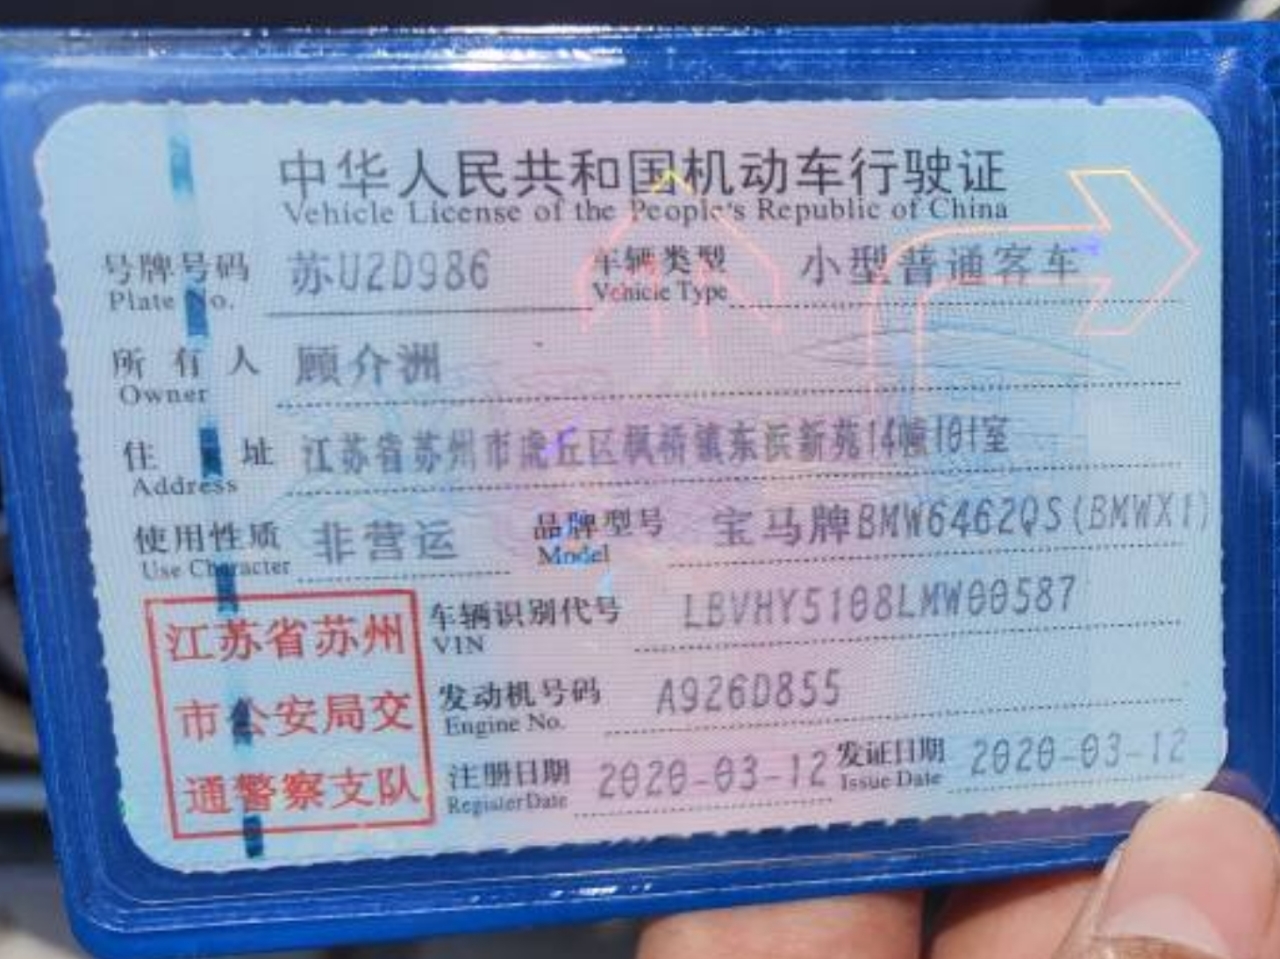 中华人民共和国机动车行驶证
Vehicle License of the People's Republic of China
号牌号码 苏U2D986 车辆类型 小型普通客车
Plate No. Vehicle Type
所有人 顾介洲
Owner
住址 江苏省苏州市虎丘区枫桥镇东浜新苑14幢101室
Address
使用性质 非营运 品牌型号 宝马牌BMW6462QS(BMWX1)
Use Character Model
江苏省苏州
市公安局交
通警察支队
车辆识别代号 LBVHY5108LMW00587
VIN
发动机号码 A926D855
Engine No.
注册日期 2020-03-12 发证日期 2020-03-12
Register Date Issue Date